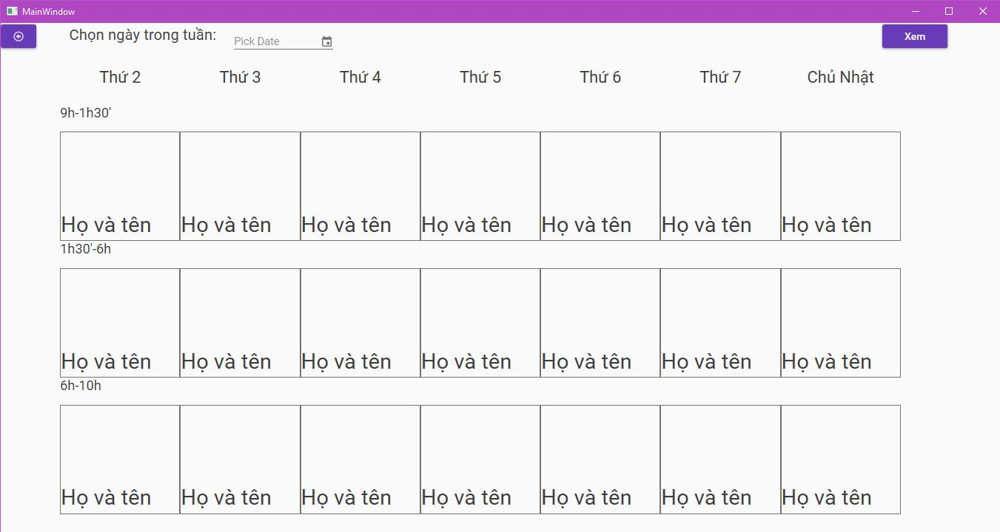 MainWindow
Chọn ngày trong tuần: Pick Date Xem
Thứ 2 Thứ 3 Thứ 4 Thứ 5 Thứ 6 Thứ 7 Chủ Nhật
9h-1h30'
Họ và tên Họ và tên Họ và tên Họ và tên Họ và tên Họ và tên Họ và tên
1h30'-6h
Họ và tên Họ và tên Họ và tên Họ và tên Họ và tên Họ và tên Họ và tên
6h-10h
Họ và tên Họ và tên Họ và tên Họ và tên Họ và tên Họ và tên Họ và tên